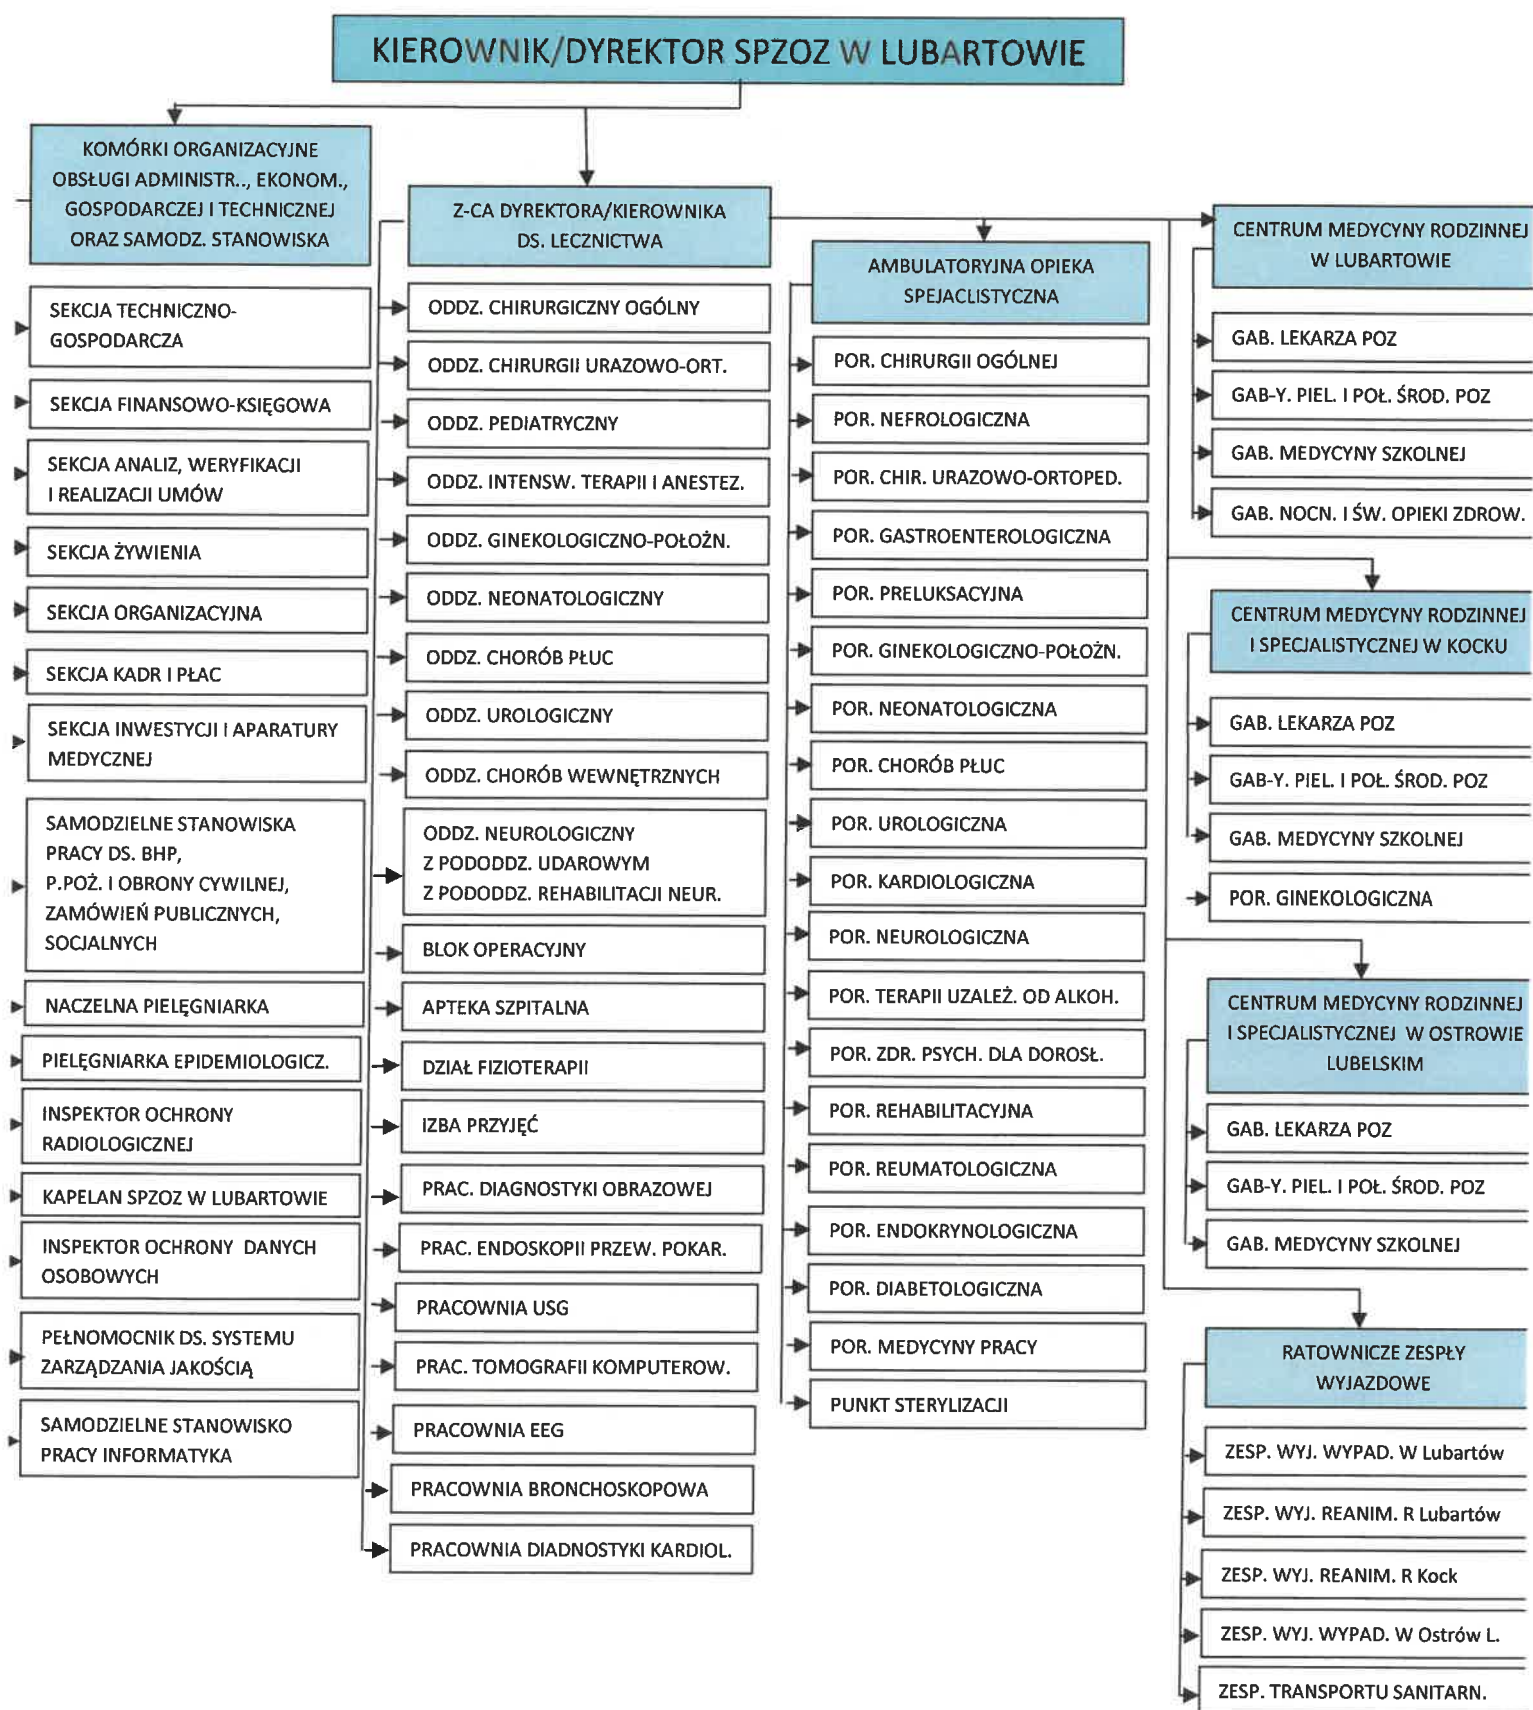 KIEROWNIK/DYREKTOR SPZOZ W LUBARTOWIE
KOMÓRKI ORGANIZACYJNE
OBSŁUGI ADMINISTR.., EKONOM.,
GOSPODARCZEJ I TECHNICZNEJ
ORAZ SAMODZ. STANOWISKA
SEKCJA TECHNICZNO-
GOSPODARCZA
SEKCJA FINANSOWO-KSIĘGOWA
SEKCJA ANALIZ, WERYFIKACJI
I REALIZACJI UMÓW
SEKCJA ŻYWIENIA
SEKCJA ORGANIZACYJNA
SEKCJA KADR I PŁAC
SEKCJA INWESTYCJI I APARATURY
MEDYCZNEJ
SAMODZIELNE STANOWISKA
PRACY DS. BHP,
P.POŻ. I OBRONY CYWILNEJ,
ZAMÓWIEŃ PUBLICZNYCH,
SOCJALNYCH
NACZELNA PIELĘGNIARKA
PIELĘGNIARKA EPIDEMIOLOGICZ.
INSPEKTOR OCHRONY
RADIOLOGICZNEJ
KAPELAN SPZOZ W LUBARTOWIE
INSPEKTOR OCHRONY DANYCH
OSOBOWYCH
PEŁNOMOCNIK DS. SYSTEMU
ZARZĄDZANIA JAKOŚCIĄ
SAMODZIELNE STANOWISKO
PRACY INFORMATYKA
Z-CA DYREKTORA/KIEROWNIKA
DS. LECZNICTWA
ODDZ. CHIRURGICZNY OGÓLNY
ODDZ. CHIRURGII URAZOWO-ORT.
ODDZ. PEDIATRYCZNY
ODDZ. INTENSW. TERAPII I ANESTEZ.
ODDZ. GINEKOLOGICZNO-POŁOŻN.
ODDZ. NEONATOLOGICZNY
ODDZ. CHORÓB PŁUC
ODDZ. UROLOGICZNY
ODDZ. CHORÓB WEWNĘTRZNYCH
ODDZ. NEUROLOGICZNY
Z PODODDZ. UDAROWYM
Z PODODDZ. REHABILITACJI NEUR.
BLOK OPERACYJNY
APTEKA SZPITALNA
DZIAŁ FIZJOTERAPII
IZBA PRZYJĘĆ
PRAC. DIAGNOSTYKI OBRAZOWEJ
PRAC. ENDOSKOPII PRZEW. POKAR.
PRACOWNIA USG
PRAC. TOMOGRAFII KOMPUTEROW.
PRACOWNIA EEG
PRACOWNIA BRONCHOSKOPOWA
PRACOWNIA DIADNOSTYKI KARDIOL.
AMBULATORYJNA OPIEKA
SPEJACLISTYCZNA
POR. CHIRURGII OGÓLNEJ
POR. NEFROLOGICZNA
POR. CHIR. URAZOWO-ORTOPED.
POR. GASTROENTEROLOGICZNA
POR. PRELUKSACYJNA
POR. GINEKOLOGICZNO-POŁOŻN.
POR. NEONATOLOGICZNA
POR. CHORÓB PŁUC
POR. UROLOGICZNA
POR. KARDIOLOGICZNA
POR. NEUROLOGICZNA
POR. TERAPII UZALEŻ. OD ALKOH.
POR. ZDR. PSYCH. DLA DOROSŁ.
POR. REHABILITACYJNA
POR. REUMATOLOGICZNA
POR. ENDOKRYNOLOGICZNA
POR. DIABETOLOGICZNA
POR. MEDYCYNY PRACY
PUNKT STERYLIZACJI
CENTRUM MEDYCYNY RODZINNEJ
W LUBARTOWIE
GAB. LEKARZA POZ
GAB-Y. PIEL. I POŁ. ŚROD. POZ
GAB. MEDYCYNY SZKOLNEJ
GAB. NOCN. I ŚW. OPIEKI ZDROW.
CENTRUM MEDYCYNY RODZINNEJ
I SPECJALISTYCZNEJ W KOCKU
GAB. LEKARZA POZ
GAB-Y. PIEL. I POŁ. ŚROD. POZ
GAB. MEDYCYNY SZKOLNEJ
POR. GINEKOLOGICZNA
CENTRUM MEDYCYNY RODZINNEJ
I SPECJALISTYCZNEJ W OSTROWIE
LUBELSKIM
GAB. LEKARZA POZ
GAB-Y. PIEL. I POŁ. ŚROD. POZ
GAB. MEDYCYNY SZKOLNEJ
RATOWNICZE ZESPŁY
WYJAZDOWE
ZESP. WYJ. WYPAD. W Lubartów
ZESP. WYJ. REANIM. R Lubartów
ZESP. WYJ. REANIM. R Kock
ZESP. WYJ. WYPAD. W Ostrów L.
ZESP. TRANSPORTU SANITARN.